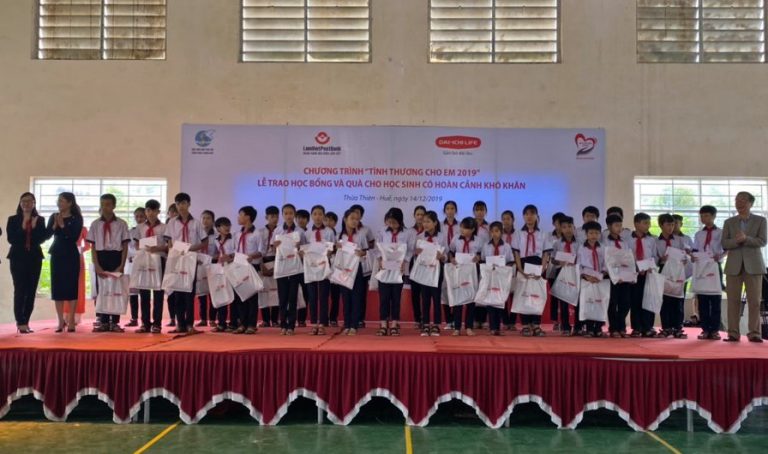 LienVietPostBank
DAI-ICHI LIFE
CHƯƠNG TRÌNH "TÌNH THƯƠNG CHO EM 2019"
LỄ TRAO HỌC BỔNG VÀ QUÀ CHO HỌC SINH CÓ HOÀN CẢNH KHÓ KHĂN
Thừa Thiên - Huế, ngày 14/12/2019